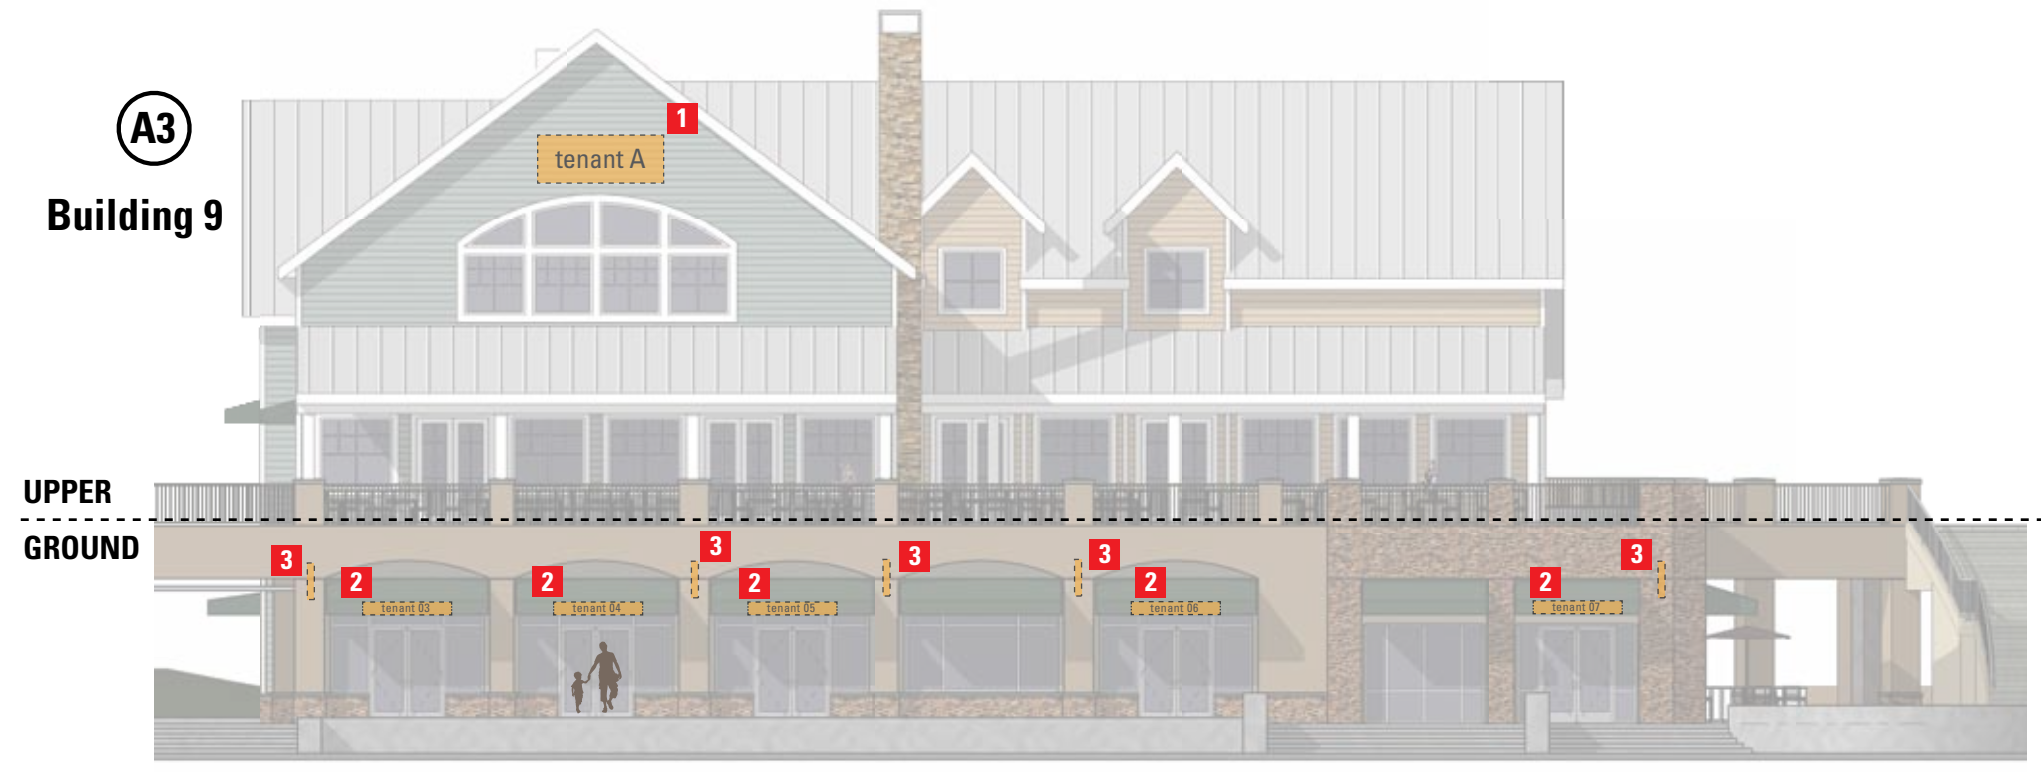 A3
Building 9
1
tenant A
UPPER
GROUND
3
3
3
3
3
2
2
2
2
2
tenant 03
tenant 04
tenant 05
tenant 06
tenant 07